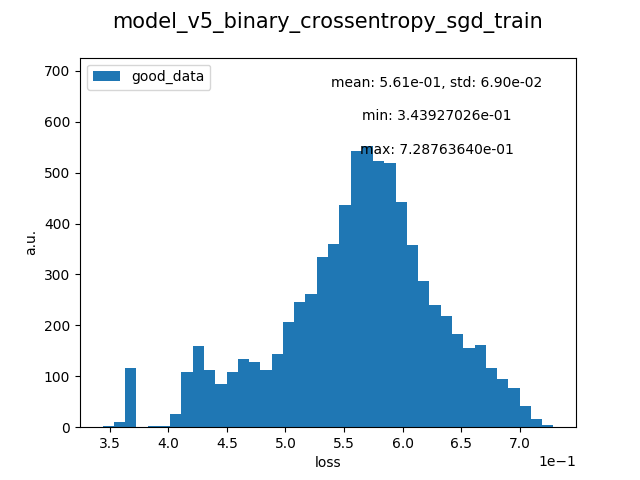 model_v5_binary_crossentropy_sgd_train
good_data
mean: 5.61e-01, std: 6.90e-02
min: 3.43927026e-01
max: 7.28763640e-01
a.u.
700
600
500
400
300
200
100
0
3.5 4.0 4.5 5.0 5.5 6.0 6.5 7.0
loss
1e−1